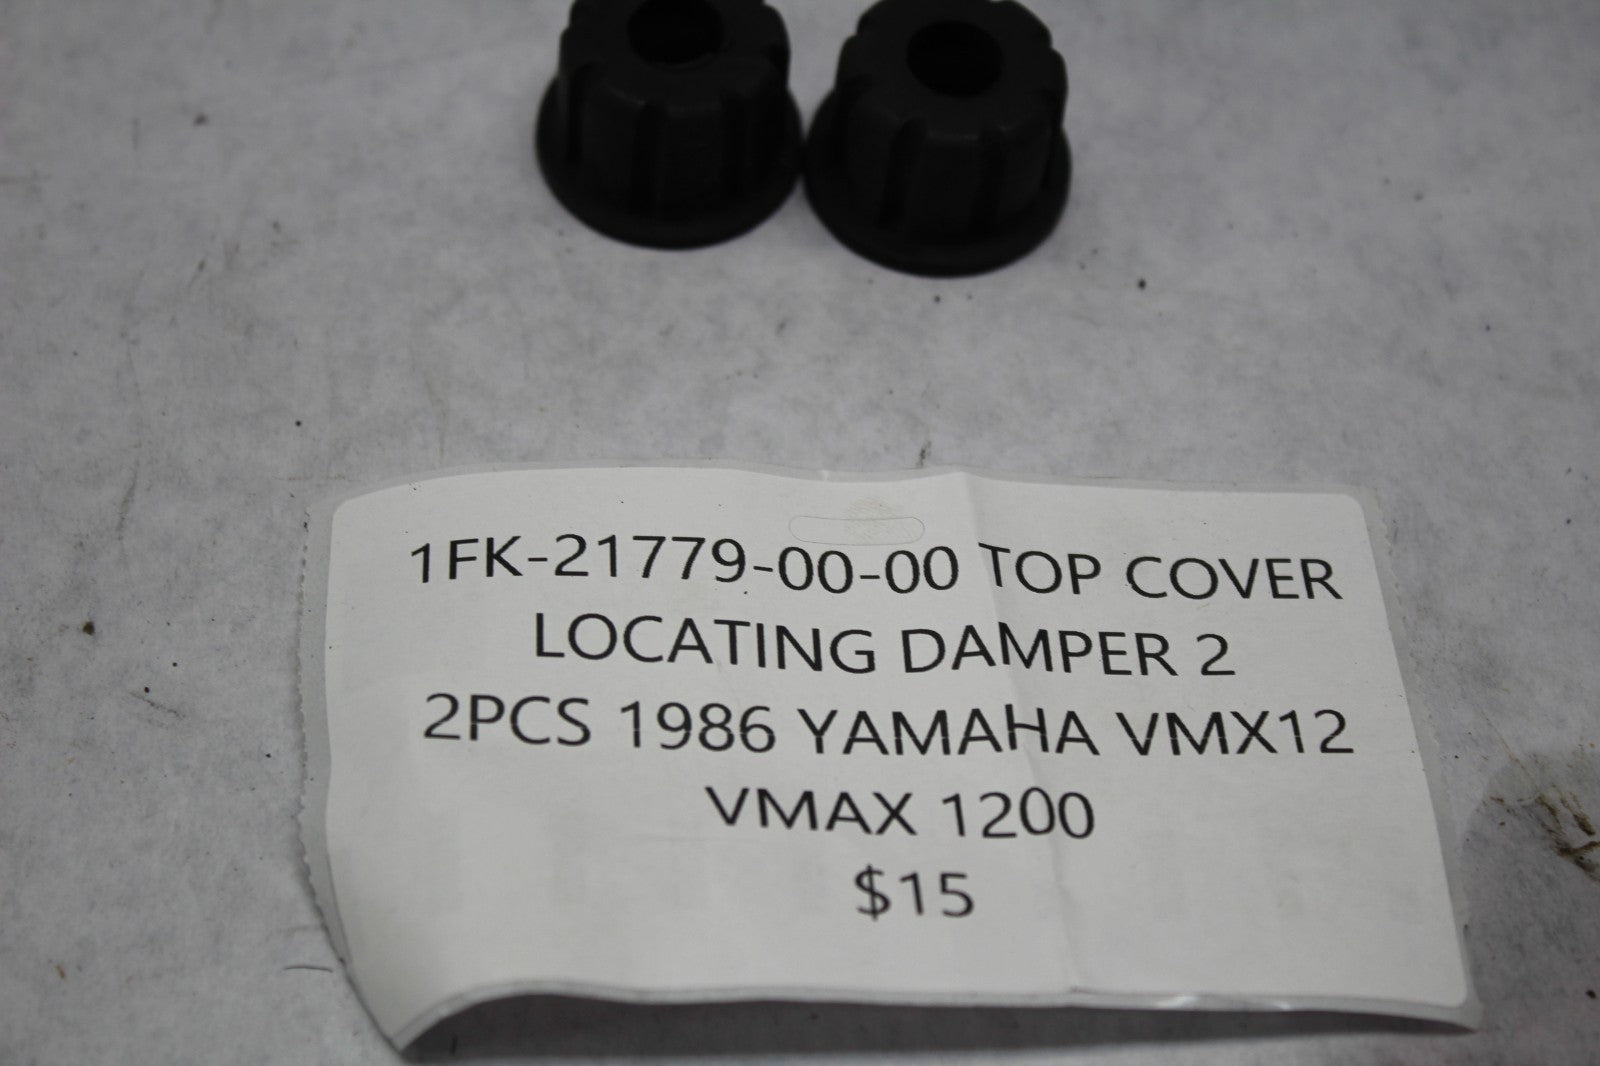 1FK-21779-00-00 TOP COVER
LOCATING DAMPER 2
2PCS 1986 YAMAHA VMX12
VMAX 1200
$15